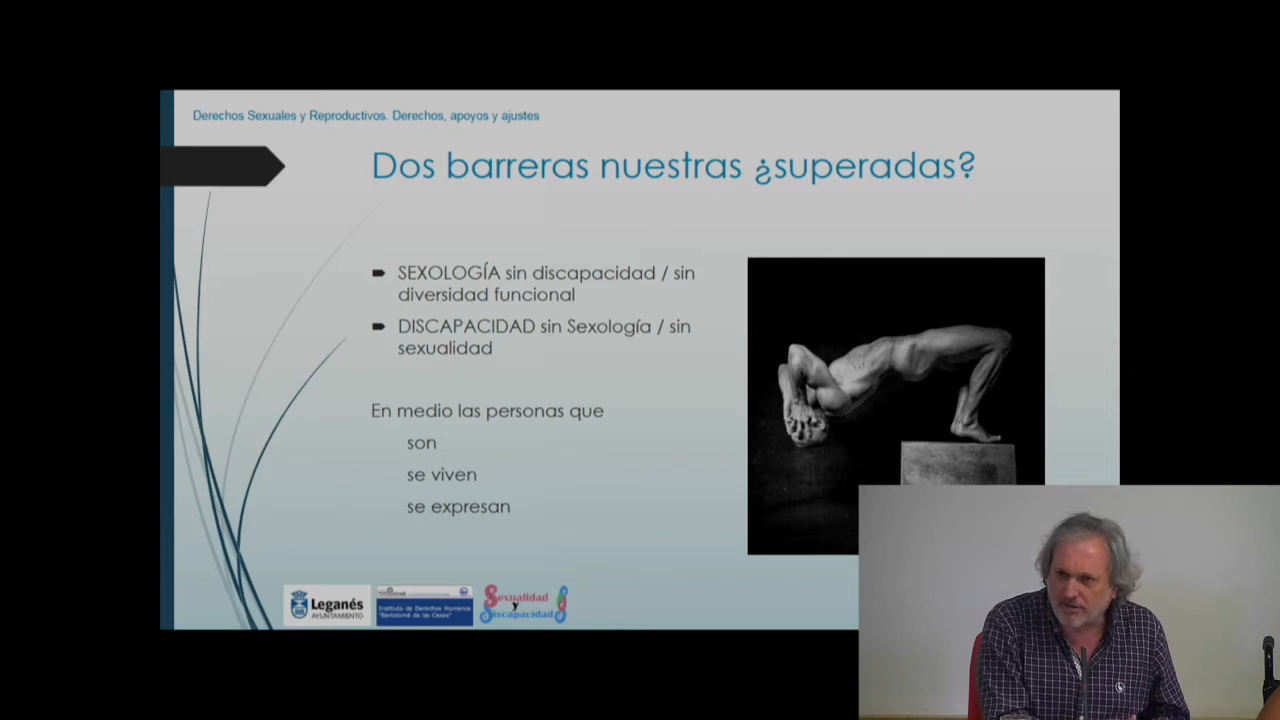 Derechos Sexuales y Reproductivos. Derechos, apoyos y ajustes
Dos barreras nuestras ¿superadas?
SEXOLOGÍA sin discapacidad / sin
diversidad funcional
DISCAPACIDAD sin Sexología / sin
sexualidad
En medio las personas que
son
se viven
se expresan
Leganés
AYUNTAMIENTO
Instituto de Derechos Humanos
"Bartolomé de las Casas"
Sexualidad
y
Discapacidad